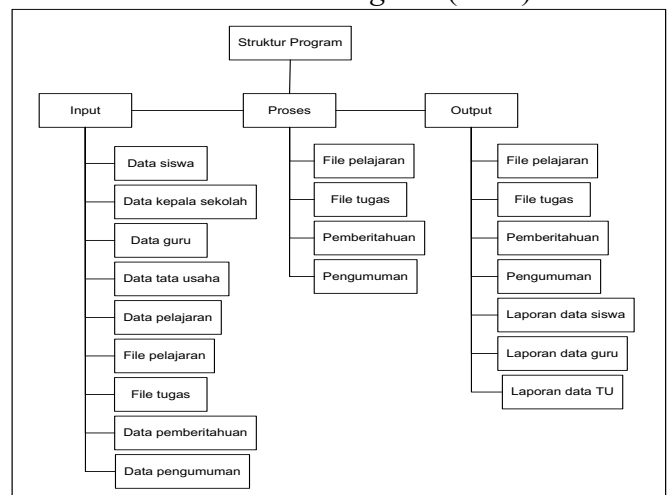 Struktur Program
Input
Proses
Output
Data siswa
Data kepala sekolah
Data guru
Data tata usaha
Data pelajaran
File pelajaran
File tugas
Data pemberitahuan
Data pengumuman
File pelajaran
File tugas
Pemberitahuan
Pengumuman
File pelajaran
File tugas
Pemberitahuan
Pengumuman
Laporan data siswa
Laporan data guru
Laporan data TU